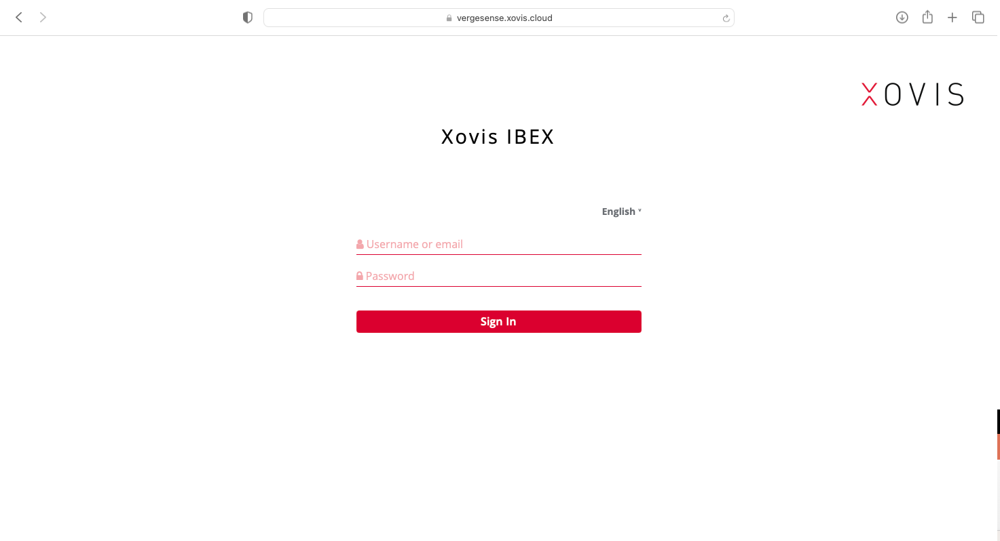 vergesense.xovis.cloud
XOVIS
Xovis IBEX
English ˅
Username or email
Password
Sign In